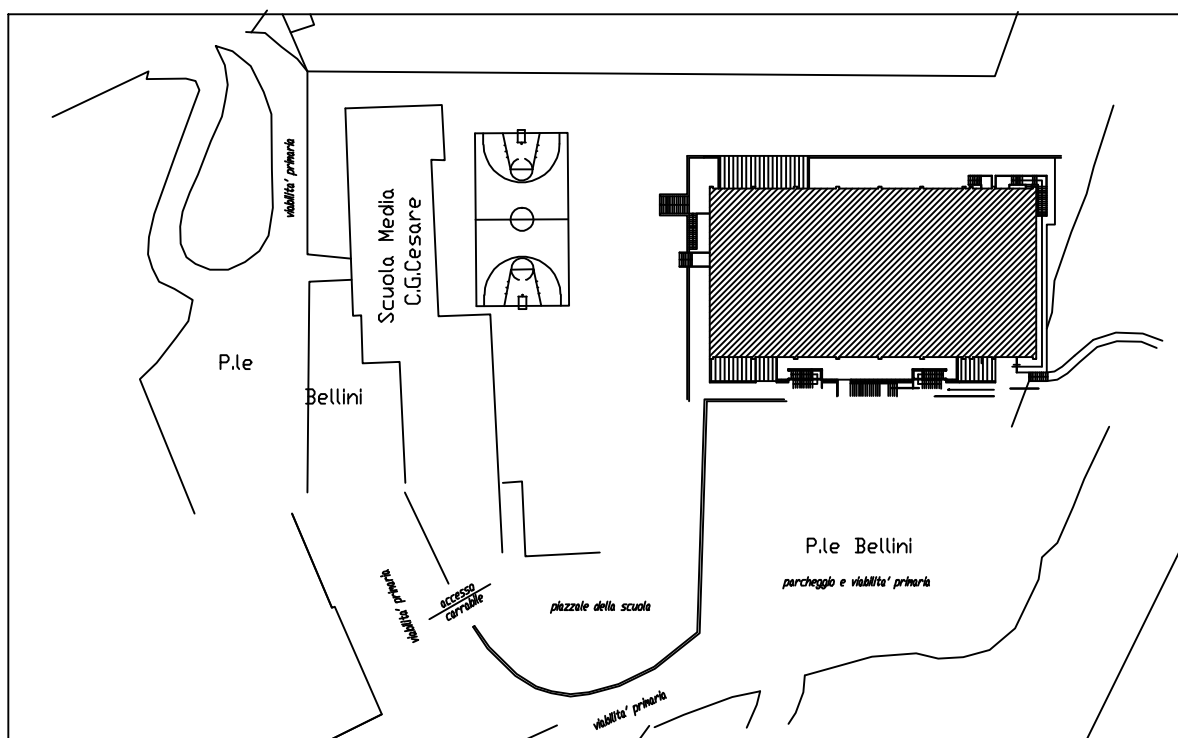 viabilita' primaria
Scuola Media
C.G.Cesare
P.le
Bellini
P.le Bellini
parcheggio e viabilita' primaria
viabilita' primaria
accesso
carrabile
piazzale della scuola
viabilita' primaria